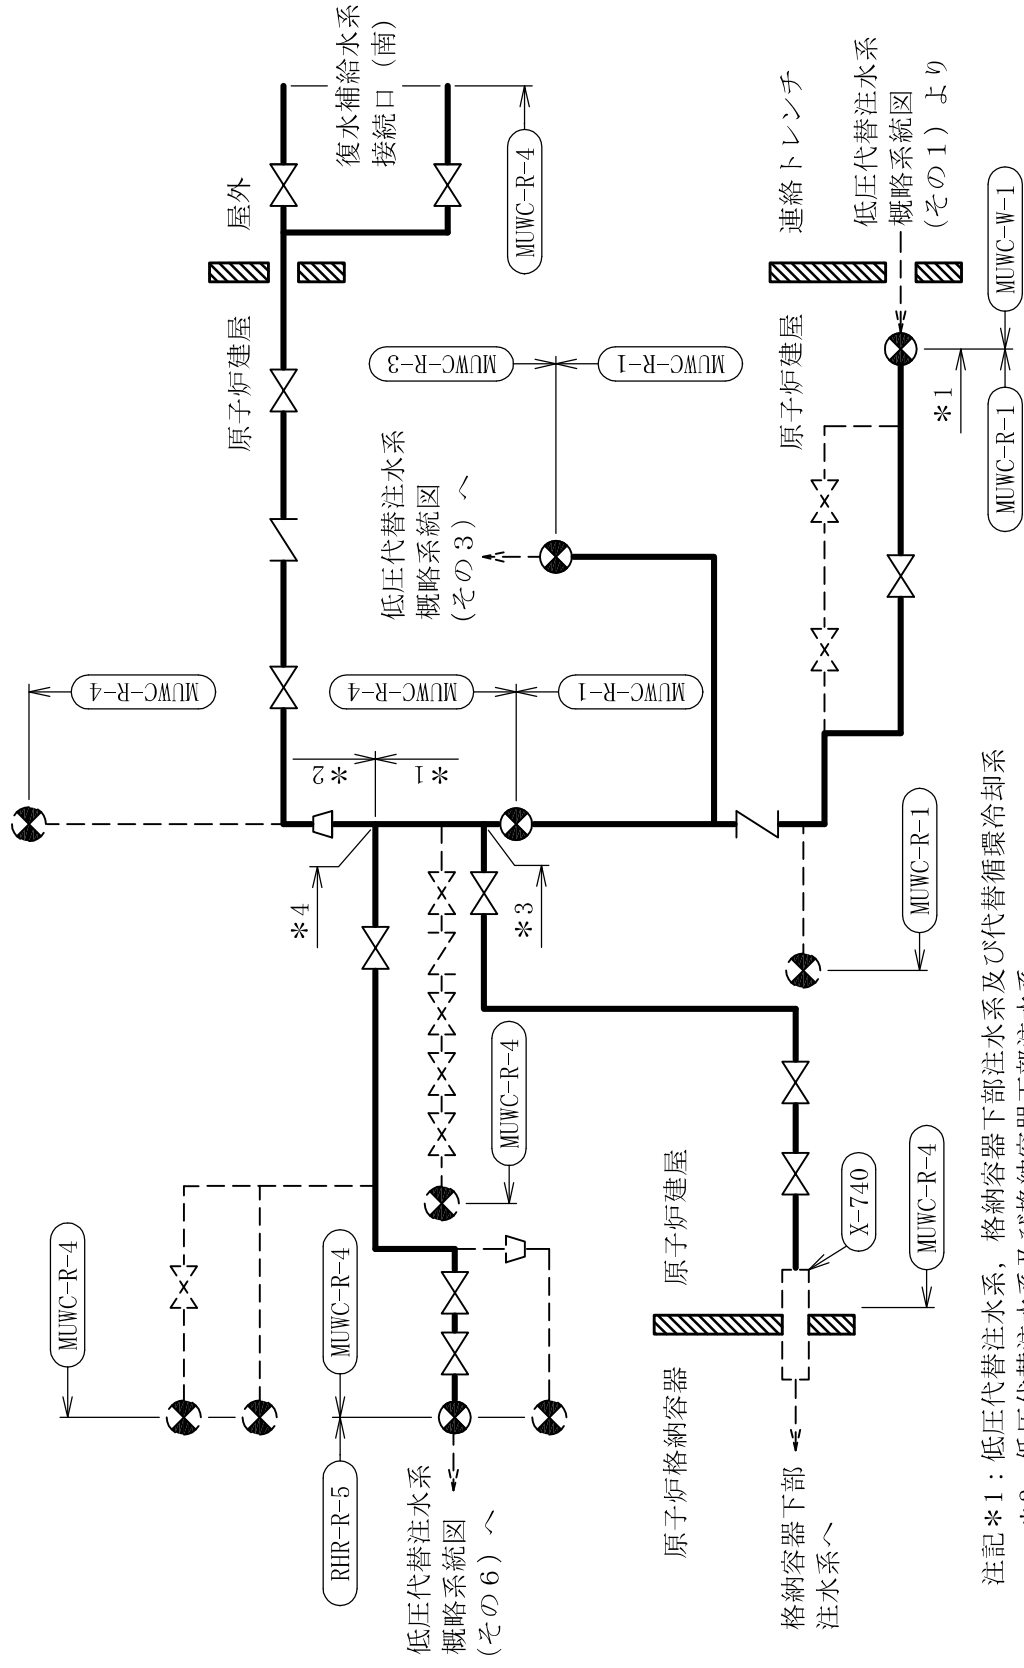 MUWC-R-4
RHR-R-5
MUWC-R-4
低圧代替注水系
概略系統図
(その6) へ
MUWC-R-4
*4
*2
*1
MUWC-R-4
MUWC-R-1
*3
MUWC-R-4
低圧代替注水系
概略系統図
(その3) へ
MUWC-R-3
MUWC-R-1
原子炉建屋
屋外
復水補給水系
接続口 (南)
MUWC-R-4
原子炉格納容器
原子炉建屋
格納容器下部
注水系へ
X-740
MUWC-R-4
MUWC-R-1
原子炉建屋
連絡トレンチ
低圧代替注水系
概略系統図
(その1) より
*1
MUWC-R-1
MUWC-W-1
注記*1：低圧代替注水系，格納容器下部注水系及び代替循環冷却系